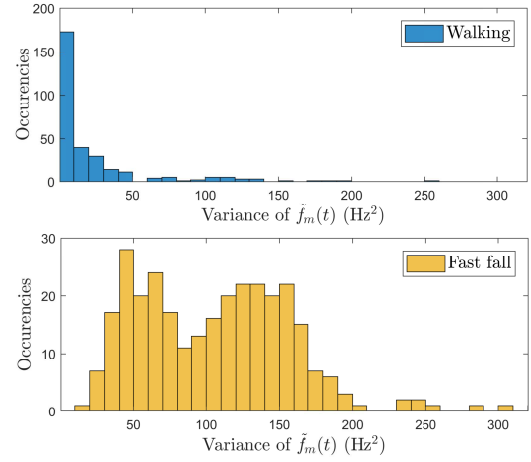 200
150
100
50
0
Occurencies
Walking
50 100 150 200 250 300
Variance of f̃ₘ(t) (Hz²)
30
20
10
0
Occurencies
Fast fall
50 100 150 200 250 300
Variance of f̃ₘ(t) (Hz²)